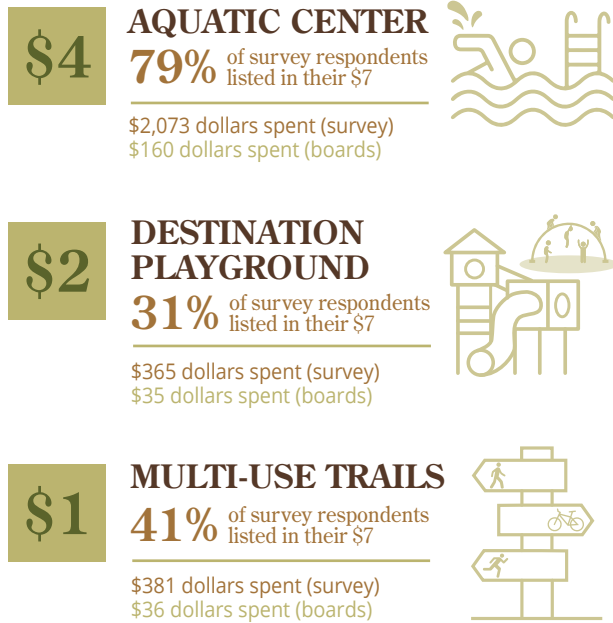 $4
AQUATIC CENTER
79% of survey respondents
listed in their $7
$2,073 dollars spent (survey)
$160 dollars spent (boards)
$2
DESTINATION
PLAYGROUND
31% of survey respondents
listed in their $7
$365 dollars spent (survey)
$35 dollars spent (boards)
$1
MULTI-USE TRAILS
41% of survey respondents
listed in their $7
$381 dollars spent (survey)
$36 dollars spent (boards)